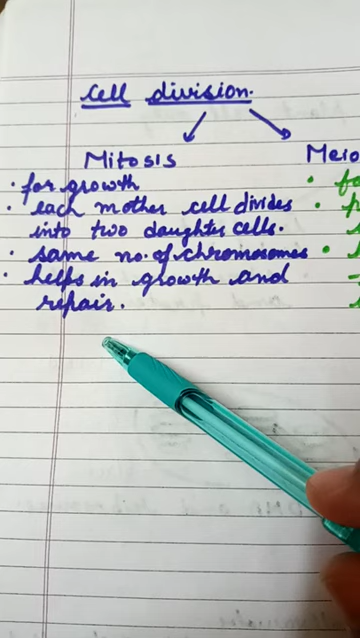 Cell division.
Mitosis
• for growth
• each mother cell divides
into two daughter cells.
• same no. of chromosomes
• helps in growth and
repair.
Meio